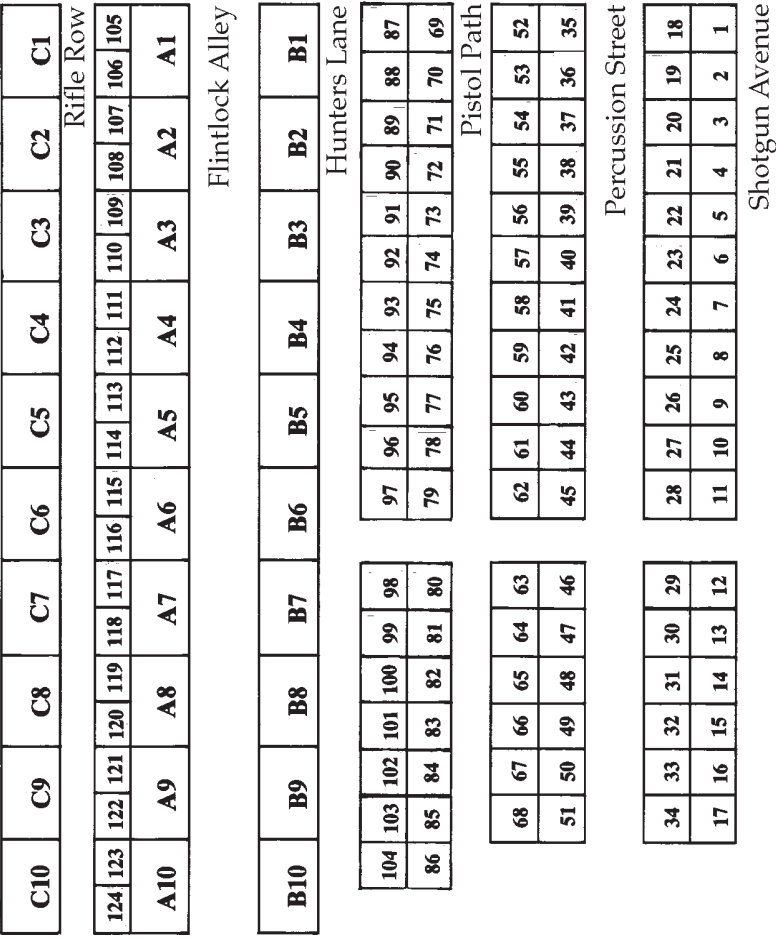 C10 C9 C8 C7 C6 C5 C4 C3 C2 C1
Rifle Row
124 123 122 121 120 119 118 117 116 115 114 113 112 111 110 109 108 107 106 105
A10 A9 A8 A7 A6 A5 A4 A3 A2 A1
Flintlock Alley
B10 B9 B8 B7 B6 B5 B4 B3 B2 B1
Hunters Lane
104 103 102 101 100 99 98 97 96 95 94 93 92 91 90 89 88 87
86 85 84 83 82 81 80 79 78 77 76 75 74 73 72 71 70 69
Pistol Path
68 67 66 65 64 63 62 61 60 59 58 57 56 55 54 53 52
51 50 49 48 47 46 45 44 43 42 41 40 39 38 37 36 35
Percussion Street
34 33 32 31 30 29 28 27 26 25 24 23 22 21 20 19 18
17 16 15 14 13 12 11 10 9 8 7 6 5 4 3 2 1
Shotgun Avenue